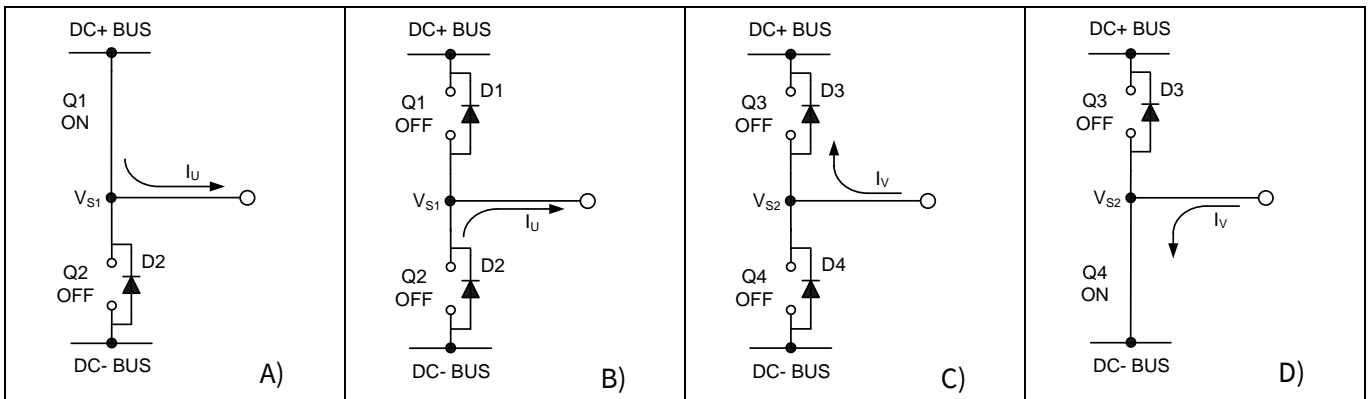 DC+ BUS
Q1
ON
I_U
V_S1
Q2
OFF
D2
DC- BUS
A)
DC+ BUS
D1
Q1
OFF
V_S1
I_U
Q2
OFF
D2
DC- BUS
B)
DC+ BUS
Q3
OFF
D3
I_V
V_S2
Q4
OFF
D4
DC- BUS
C)
DC+ BUS
Q3
OFF
D3
V_S2
I_V
Q4
ON
DC- BUS
D)